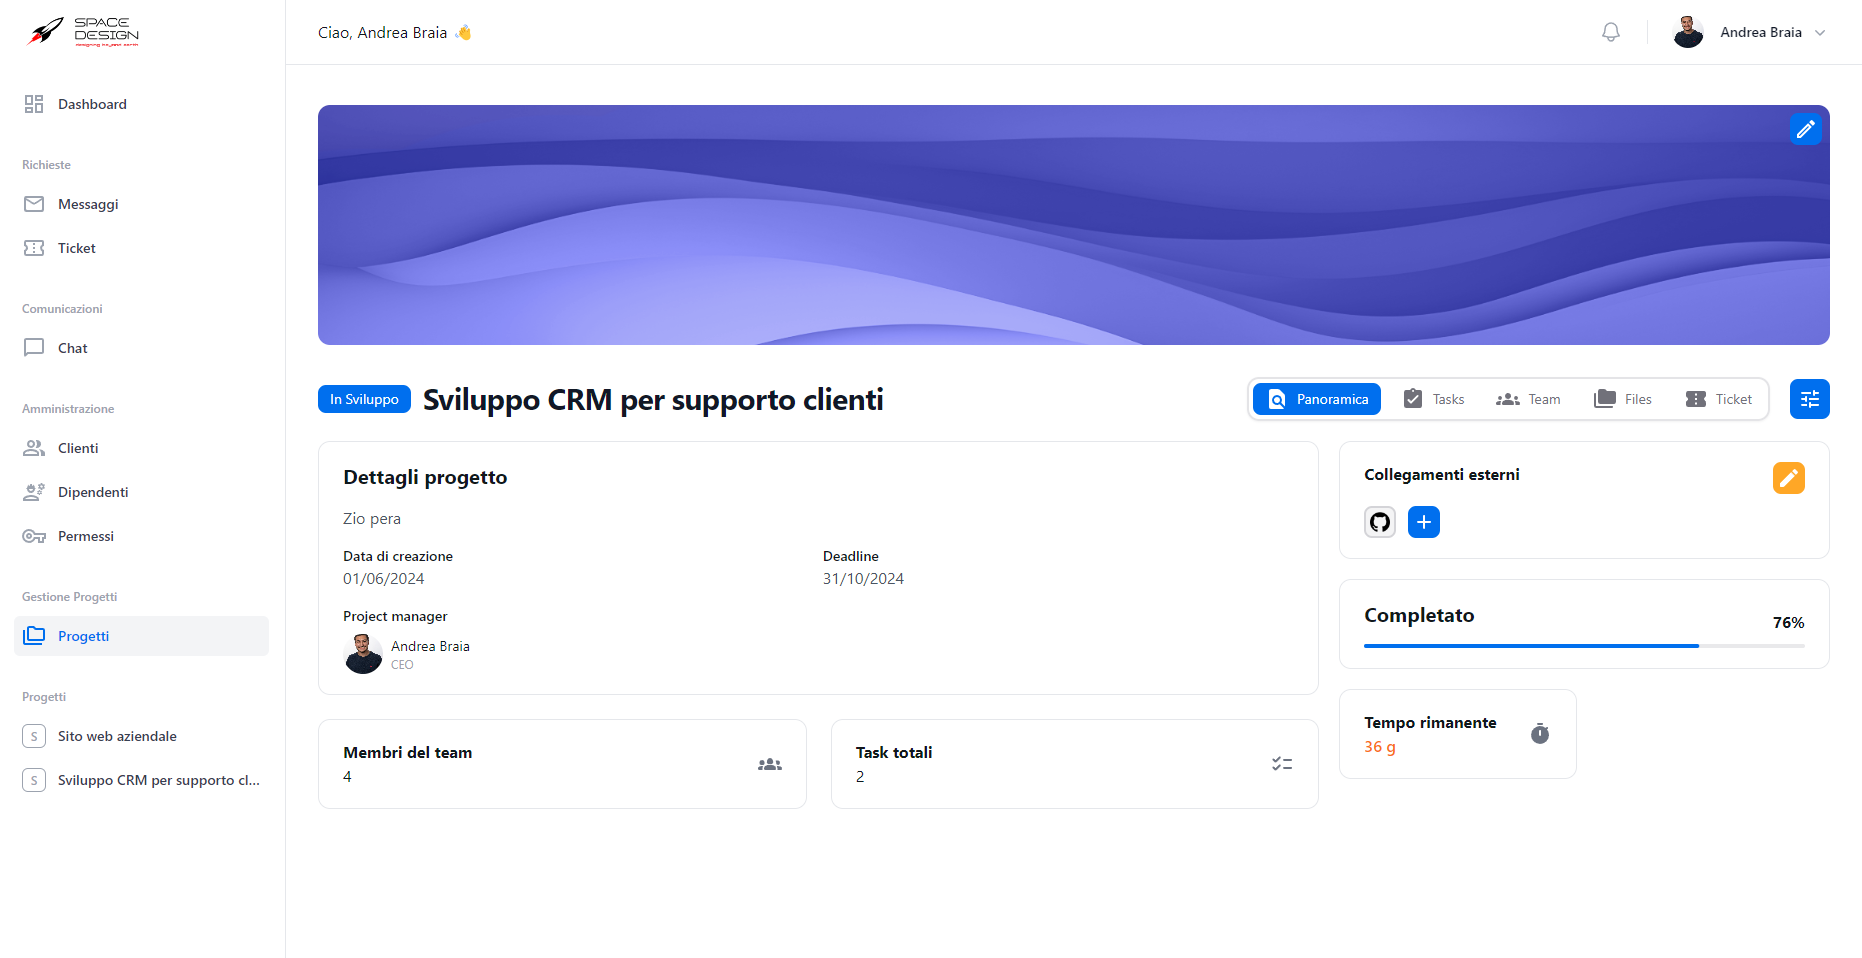 SPACE
DESIGN
Ciao, Andrea Braia 👋
Andrea Braia
Dashboard
Richieste
Messaggi
Ticket
Comunicazioni
Chat
Amministrazione
Clienti
Dipendenti
Permessi
Gestione Progetti
Progetti
Progetti
S Sito web aziendale
S Sviluppo CRM per supporto cl...
In Sviluppo Sviluppo CRM per supporto clienti
Panoramica Tasks Team Files Ticket
Dettagli progetto
Zio pera
Data di creazione
01/06/2024
Deadline
31/10/2024
Project manager
Andrea Braia
CEO
Membri del team
4
Task totali
2
Collegamenti esterni
Completato
76%
Tempo rimanente
36 g